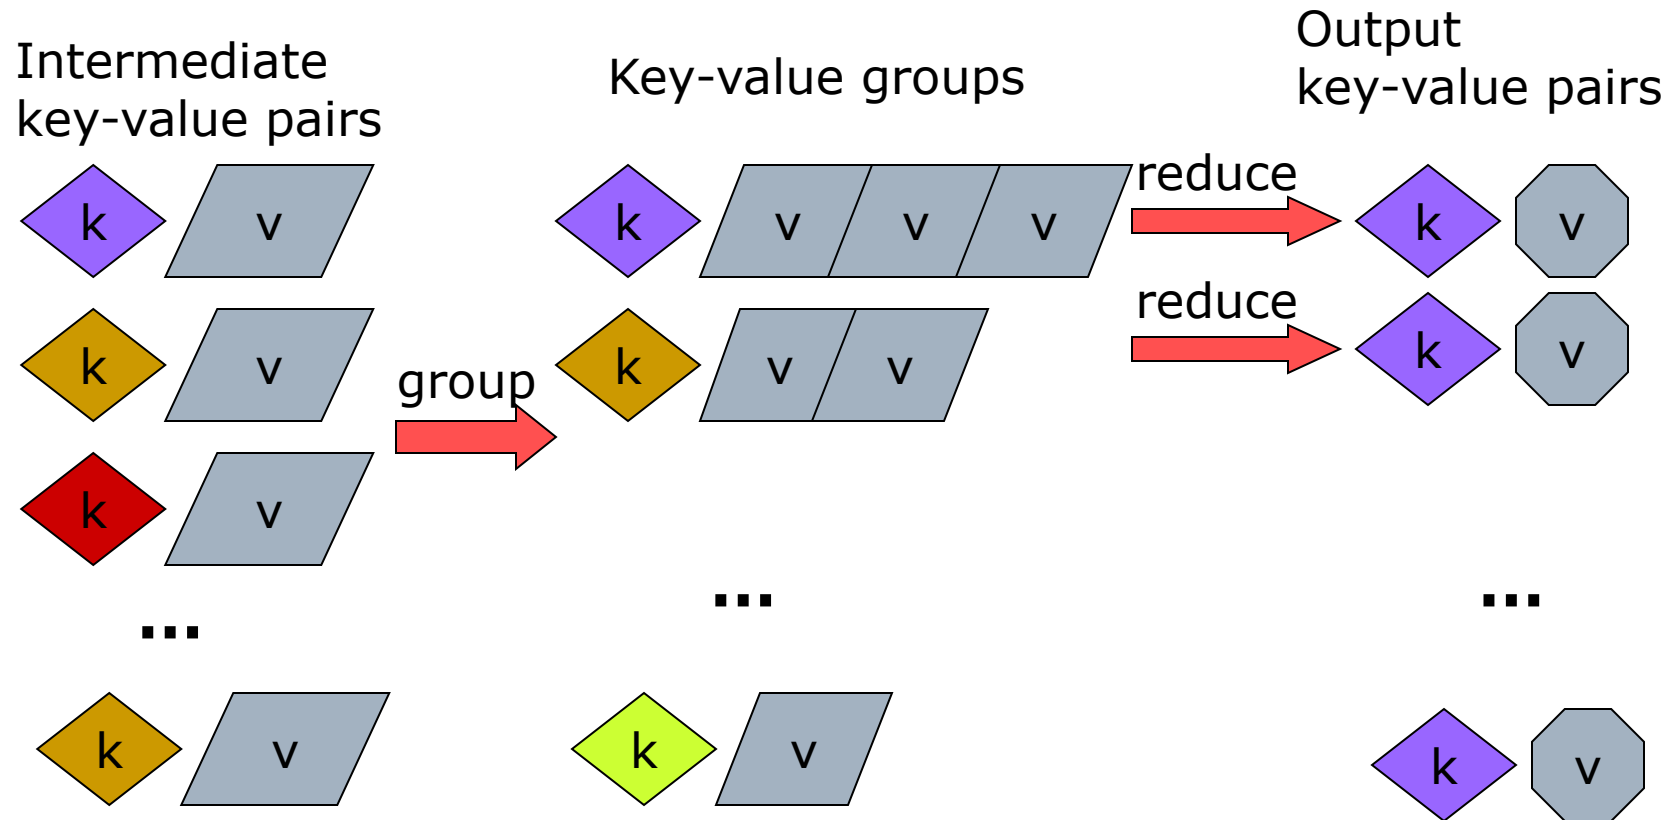 Intermediate
key-value pairs
Key-value groups
Output
key-value pairs
k v
k v v v
reduce
k v
k v
group
k v v
reduce
k v
k v
...
...
...
k v
k v
k v